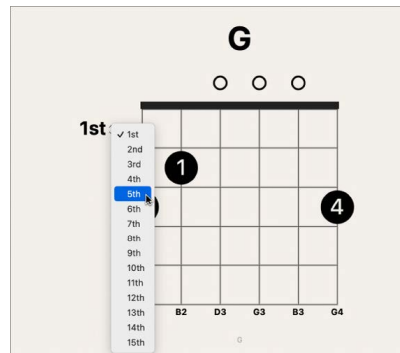 G
1st
✓ 1st
2nd
3rd
4th
5th
6th
7th
8th
9th
10th
11th
12th
13th
14th
15th
1
4
B2 D3 G3 B3 G4
G